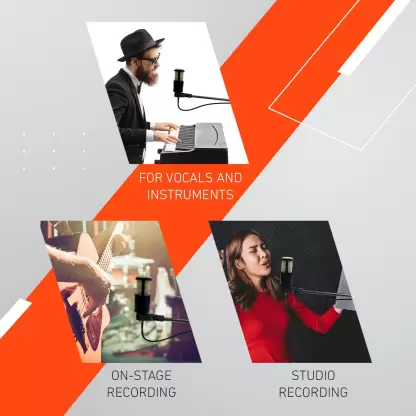 FOR VOCALS AND
INSTRUMENTS
ON-STAGE
RECORDING
STUDIO
RECORDING